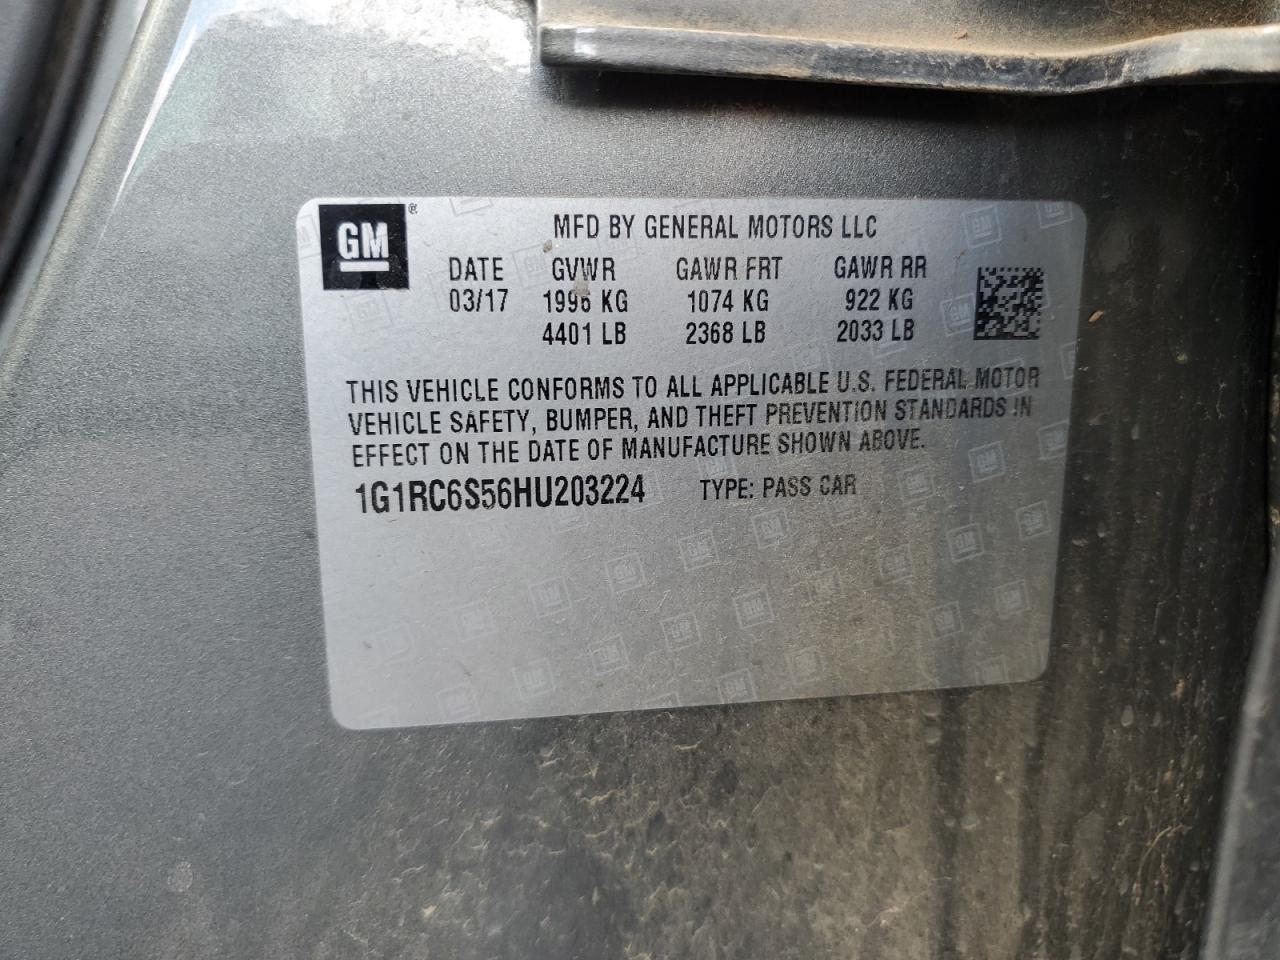 GM ®
MFD BY GENERAL MOTORS LLC
DATE GVWR GAWR FRT GAWR RR
03/17 1996 KG 1074 KG 922 KG
4401 LB 2368 LB 2033 LB
THIS VEHICLE CONFORMS TO ALL APPLICABLE U.S. FEDERAL MOTOR
VEHICLE SAFETY, BUMPER, AND THEFT PREVENTION STANDARDS IN
EFFECT ON THE DATE OF MANUFACTURE SHOWN ABOVE.
1G1RC6S56HU203224 TYPE: PASS CAR